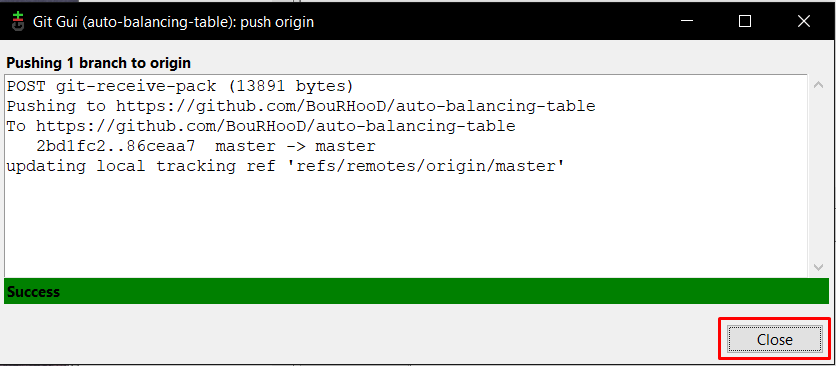 Git Gui (auto-balancing-table): push origin
Pushing 1 branch to origin
POST git-receive-pack (13891 bytes)
Pushing to https://github.com/BouRHooD/auto-balancing-table
To https://github.com/BouRHooD/auto-balancing-table
2bd1fc2..86ceaa7  master -> master
updating local tracking ref 'refs/remotes/origin/master'
Success
Close